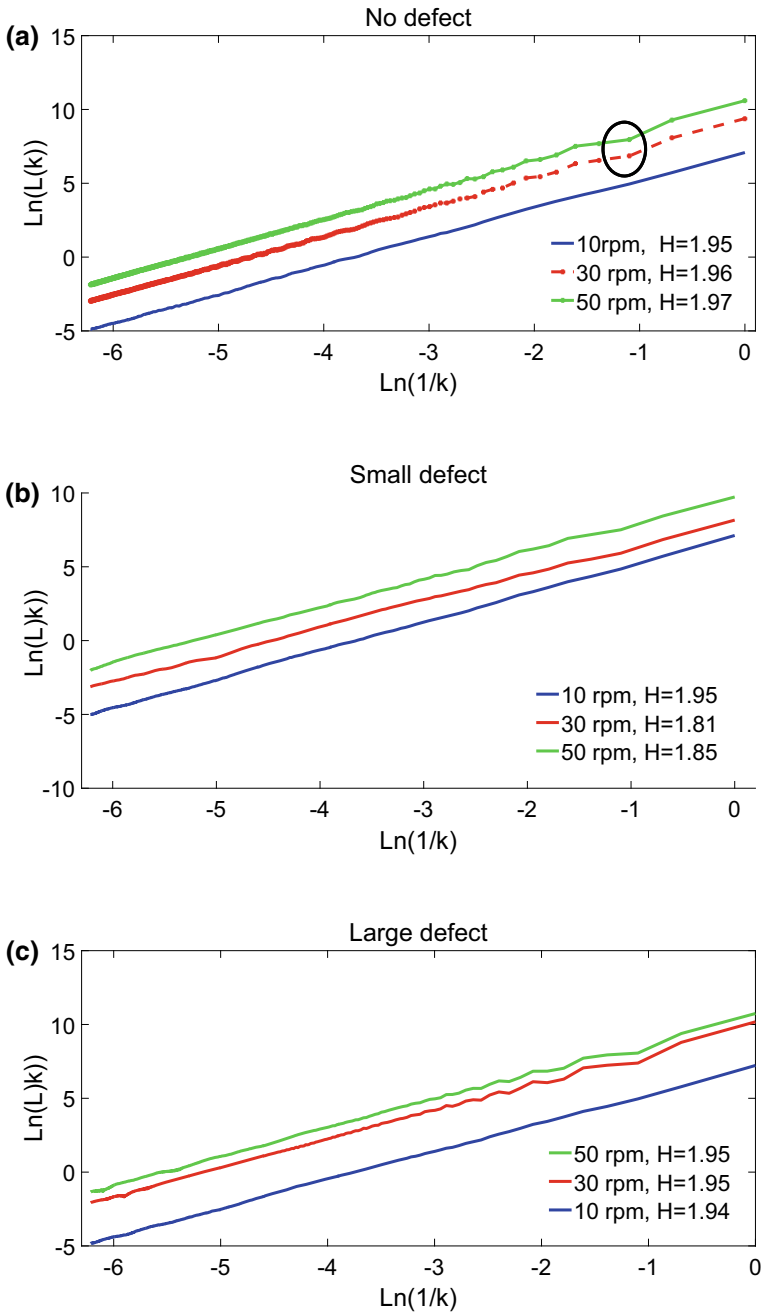 (a)
No defect
15
10
5
0
-5
Ln(L(k))
10rpm, H=1.95
30 rpm, H=1.96
50 rpm, H=1.97
-6 -5 -4 -3 -2 -1 0
Ln(1/k)
(b)
Small defect
10
5
0
-5
-10
Ln(L)k))
10 rpm, H=1.95
30 rpm, H=1.81
50 rpm, H=1.85
-6 -5 -4 -3 -2 -1 0
Ln(1/k)
(c)
Large defect
15
10
5
0
-5
Ln(L)k))
50 rpm, H=1.95
30 rpm, H=1.95
10 rpm, H=1.94
-6 -5 -4 -3 -2 -1 0
Ln(1/k)